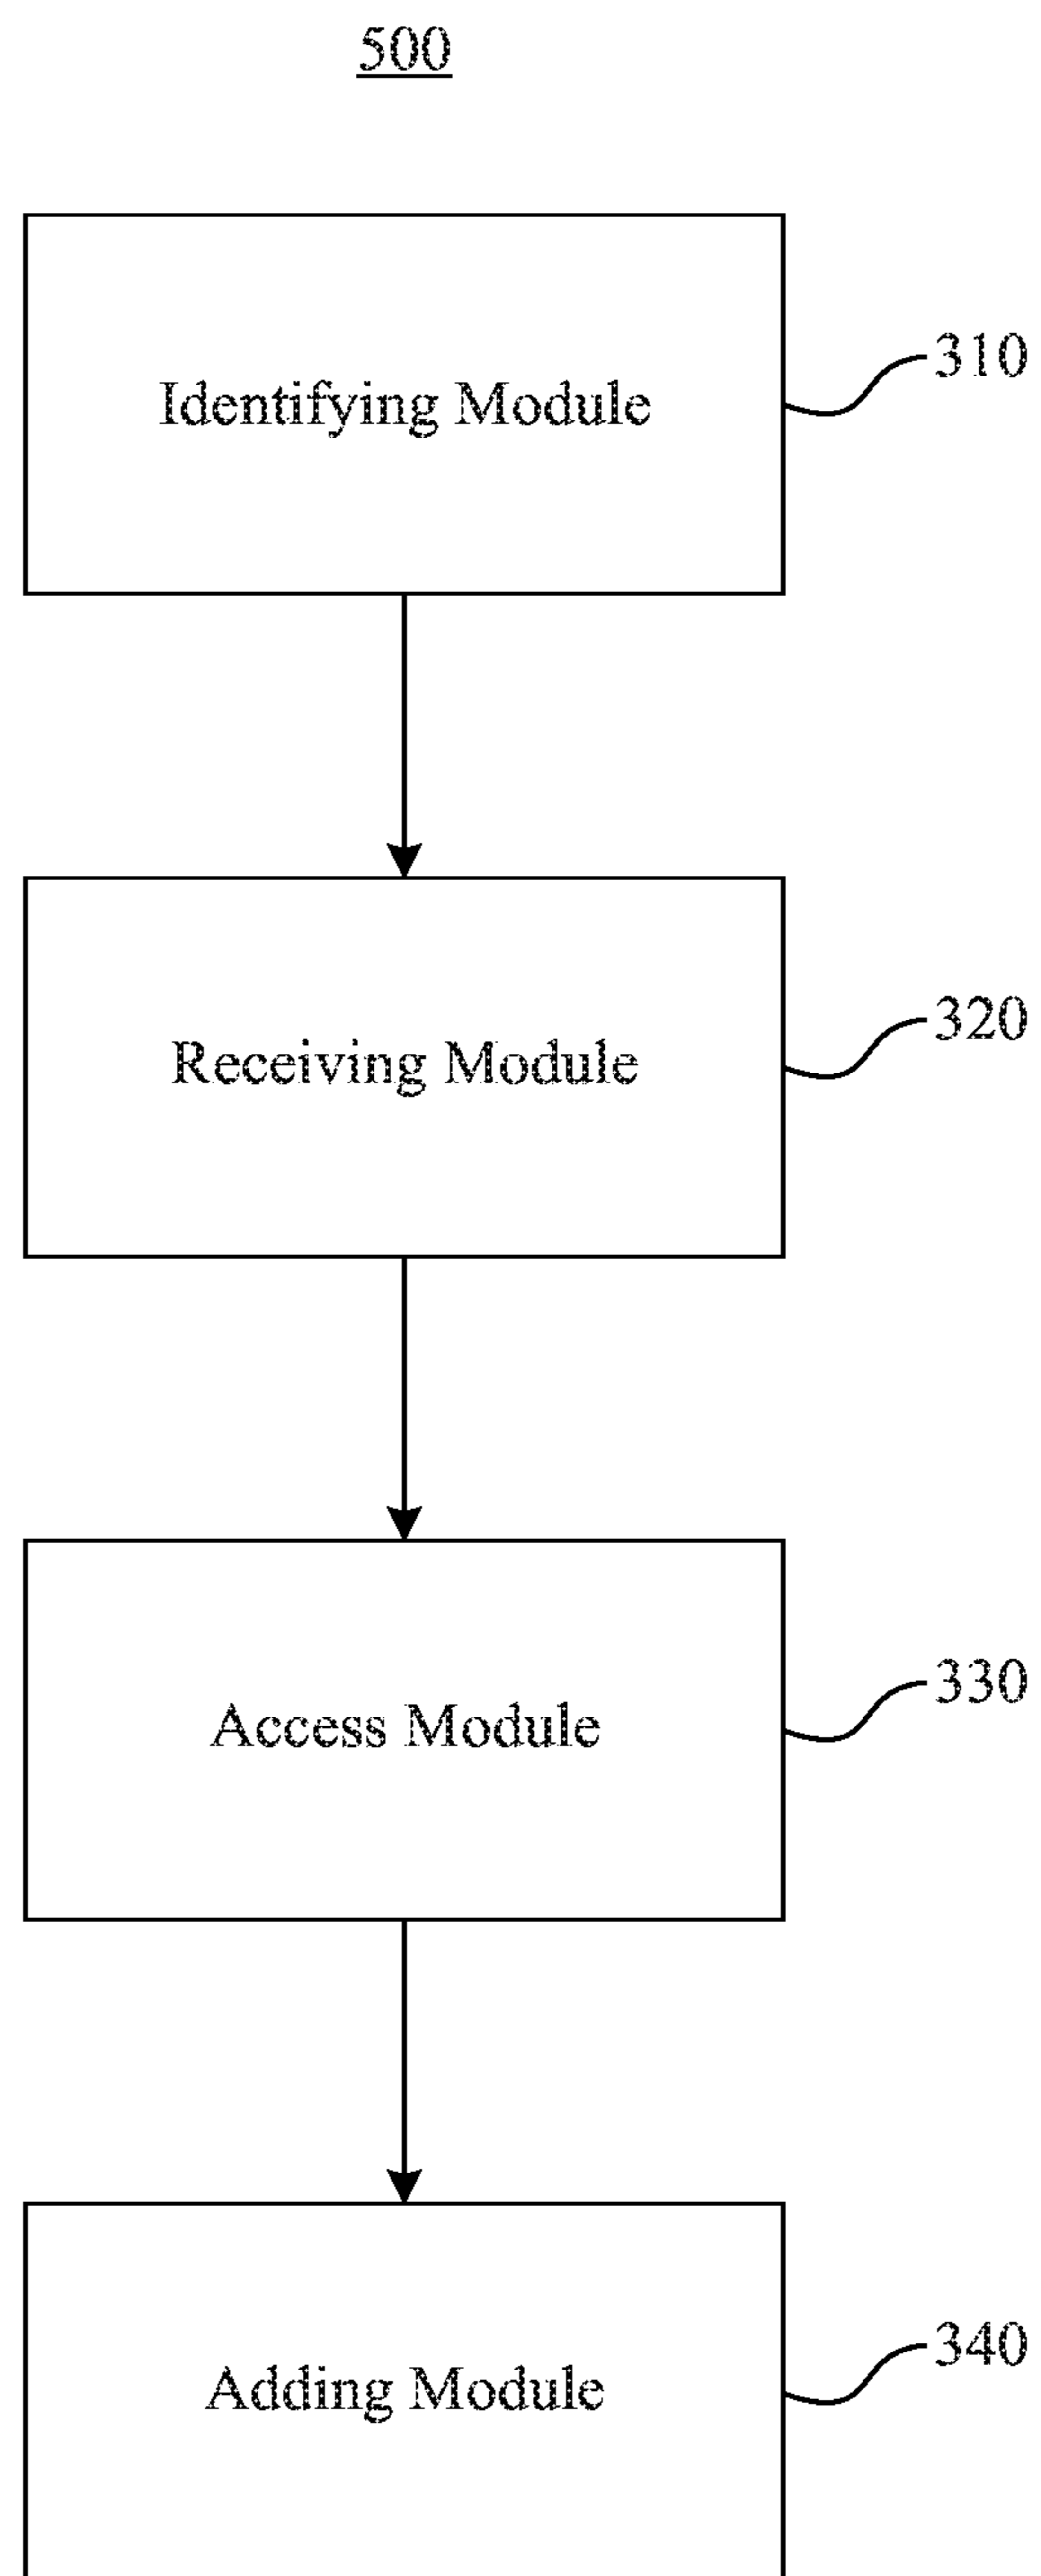 500
Identifying Module
310
Receiving Module
320
Access Module
330
Adding Module
340